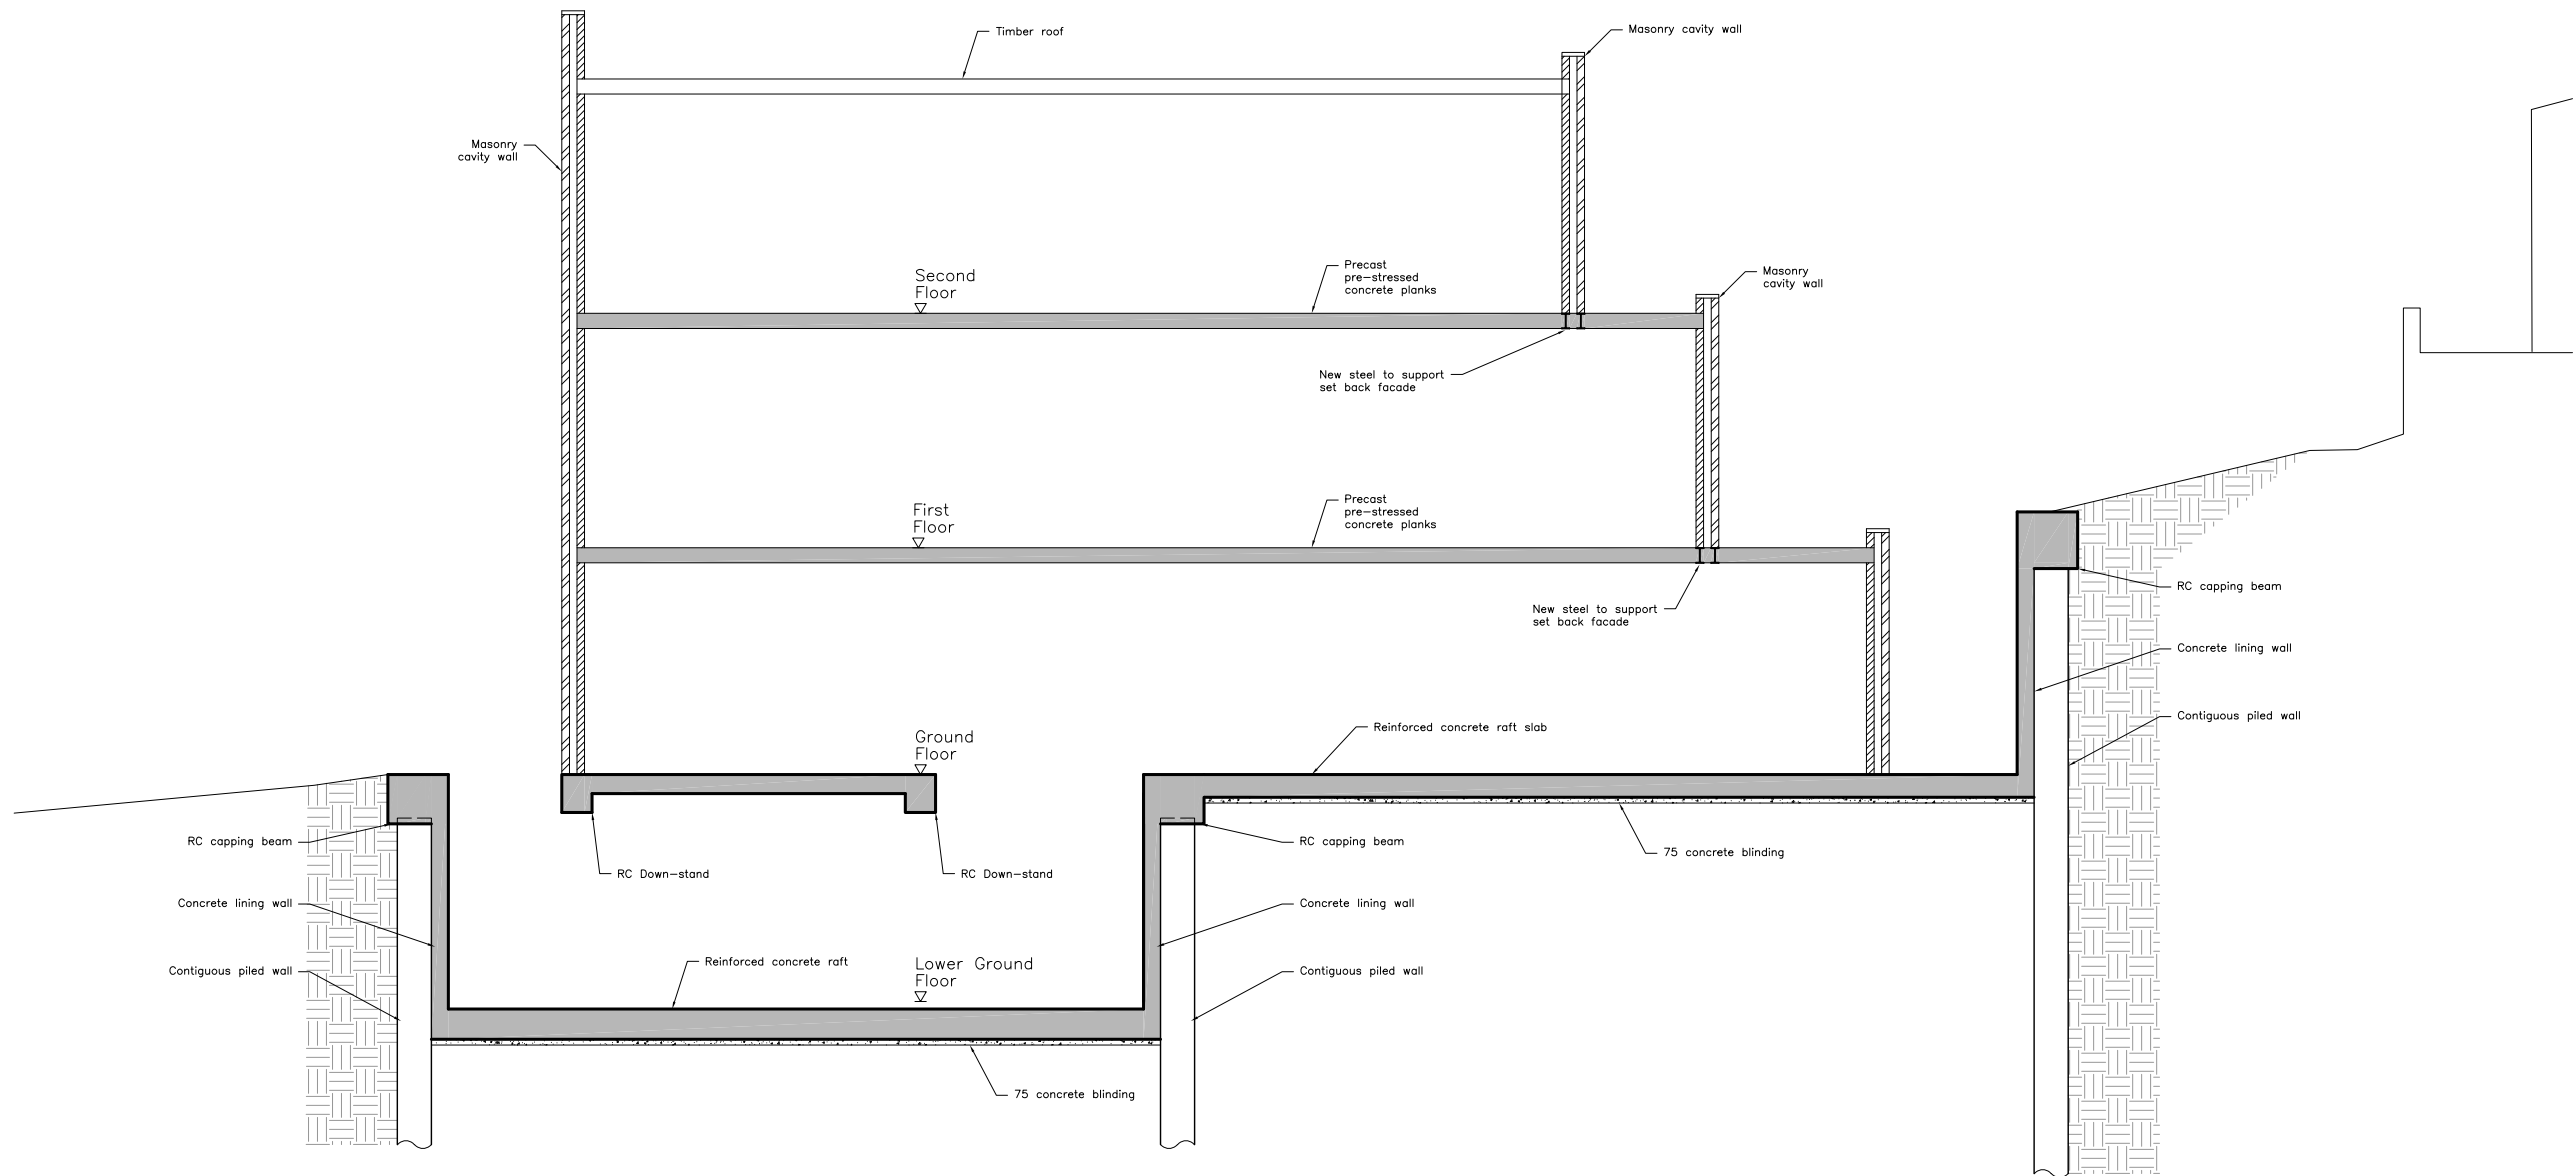 Timber roof
Masonry cavity wall
Masonry
cavity wall
Second
Floor
Precast
pre-stressed
concrete planks
Masonry
cavity wall
New steel to support
set back facade
First
Floor
Precast
pre-stressed
concrete planks
RC capping beam
New steel to support
set back facade
Concrete lining wall
Contiguous piled wall
Reinforced concrete raft slab
Ground
Floor
RC capping beam
RC Down-stand
RC Down-stand
RC capping beam
75 concrete blinding
Concrete lining wall
Concrete lining wall
Contiguous piled wall
Reinforced concrete raft
Lower Ground
Floor
Contiguous piled wall
75 concrete blinding